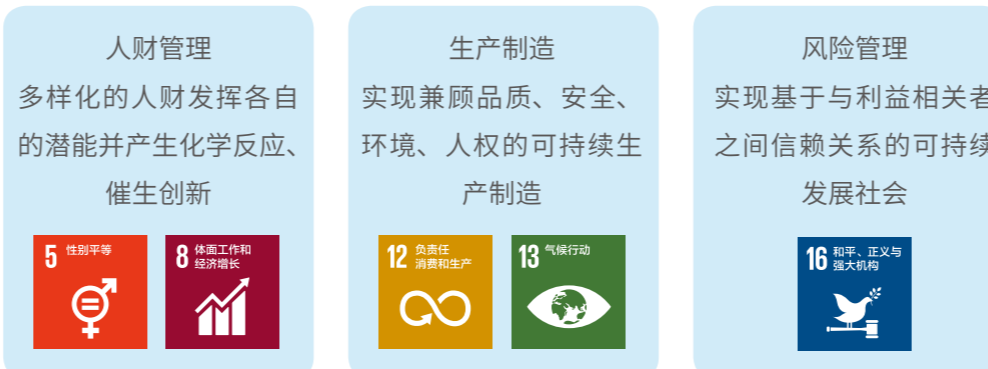 人财管理
多样化的人财发挥各自
的潜能并产生化学反应、
催生创新
5 性别平等
8 体面工作和
经济增长
生产制造
实现兼顾品质、安全、
环境、人权的可持续生
产制造
12 负责任
消费和生产
13 气候行动
风险管理
实现基于与利益相关者
之间信赖关系的可持续
发展社会
16 和平、正义与
强大机构